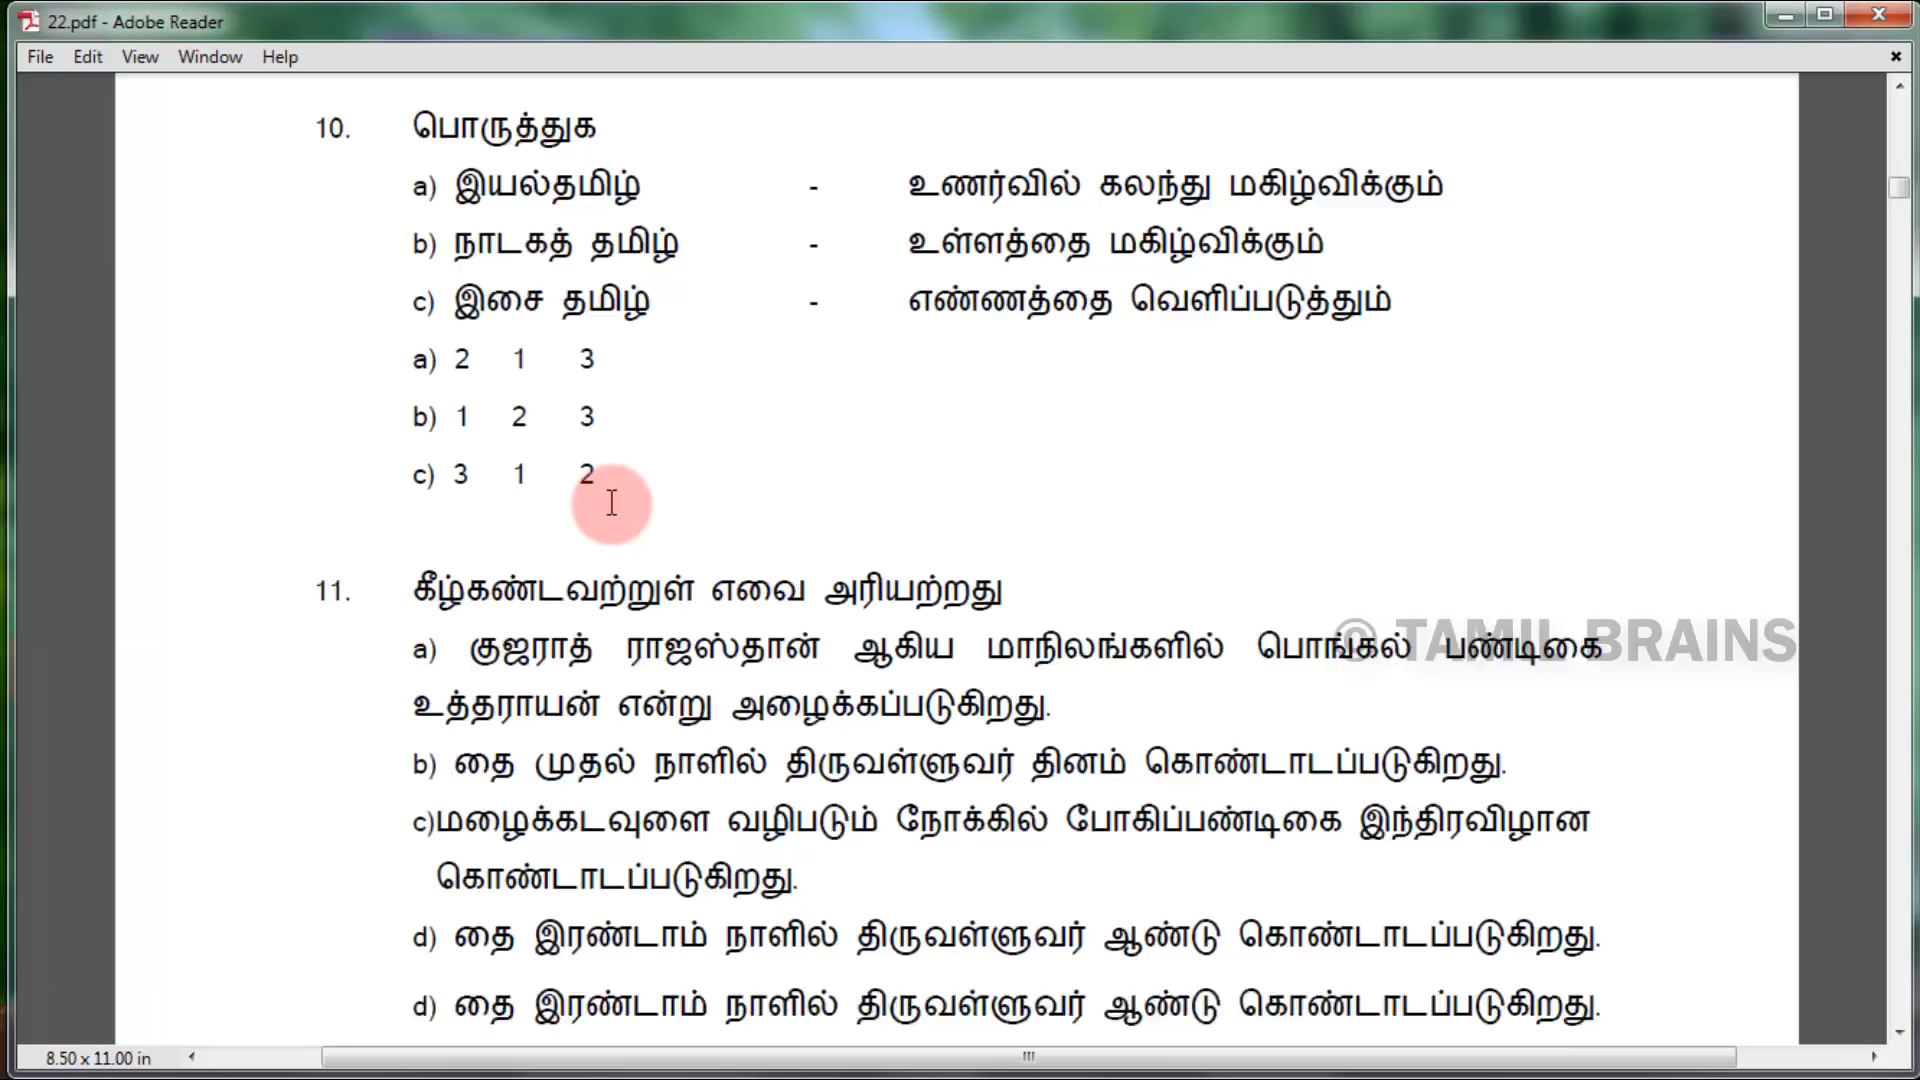 22.pdf - Adobe Reader
File Edit View Window Help
10. பொருத்துக
a) இயல்தமிழ் - உணர்வில் கலந்து மகிழ்விக்கும்
b) நாடகத் தமிழ் - உள்ளத்தை மகிழ்விக்கும்
c) இசை தமிழ் - எண்ணத்தை வெளிப்படுத்தும்
a) 2 1 3
b) 1 2 3
c) 3 1 2
11. கீழ்கண்டவற்றுள் எவை அரியற்றது
a) குஜராத் ராஜஸ்தான் ஆகிய மாநிலங்களில் பொங்கல் பண்டிகை
© TAMIL BRAINS
உத்தராயன் என்று அழைக்கப்படுகிறது.
b) தை முதல் நாளில் திருவள்ளுவர் தினம் கொண்டாடப்படுகிறது.
c)மழைக்கடவுளை வழிபடும் நோக்கில் போகிப்பண்டிகை இந்திரவிழான
கொண்டாடப்படுகிறது.
d) தை இரண்டாம் நாளில் திருவள்ளுவர் ஆண்டு கொண்டாடப்படுகிறது.
d) தை இரண்டாம் நாளில் திருவள்ளுவர் ஆண்டு கொண்டாடப்படுகிறது.
8.50 x 11.00 in